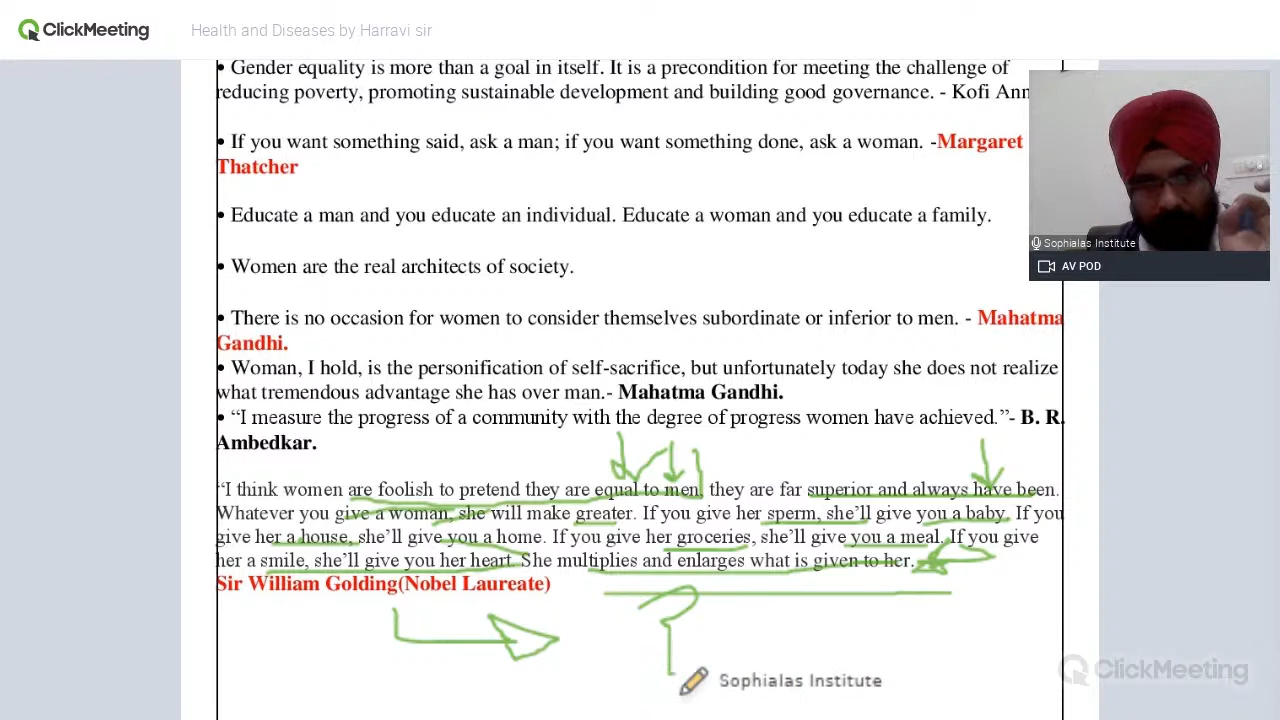 ClickMeeting
Health and Diseases by Harravi sir
• Gender equality is more than a goal in itself. It is a precondition for meeting the challenge of
reducing poverty, promoting sustainable development and building good governance. - Kofi Ann
• If you want something said, ask a man; if you want something done, ask a woman. -Margaret
Thatcher
• Educate a man and you educate an individual. Educate a woman and you educate a family.
• Women are the real architects of society.
• There is no occasion for women to consider themselves subordinate or inferior to men. - Mahatma
Gandhi.
• Woman, I hold, is the personification of self-sacrifice, but unfortunately today she does not realize
what tremendous advantage she has over man.- Mahatma Gandhi.
• “I measure the progress of a community with the degree of progress women have achieved.”- B. R.
Ambedkar.
“I think women are foolish to pretend they are equal to men, they are far superior and always have been.
Whatever you give a woman, she will make greater. If you give her sperm, she’ll give you a baby. If you
give her a house, she’ll give you a home. If you give her groceries, she’ll give you a meal. If you give
her a smile, she’ll give you her heart. She multiplies and enlarges what is given to her.
Sir William Golding(Nobel Laureate)
Sophialas Institute
AV POD
Sophialas Institute
ClickMeeting